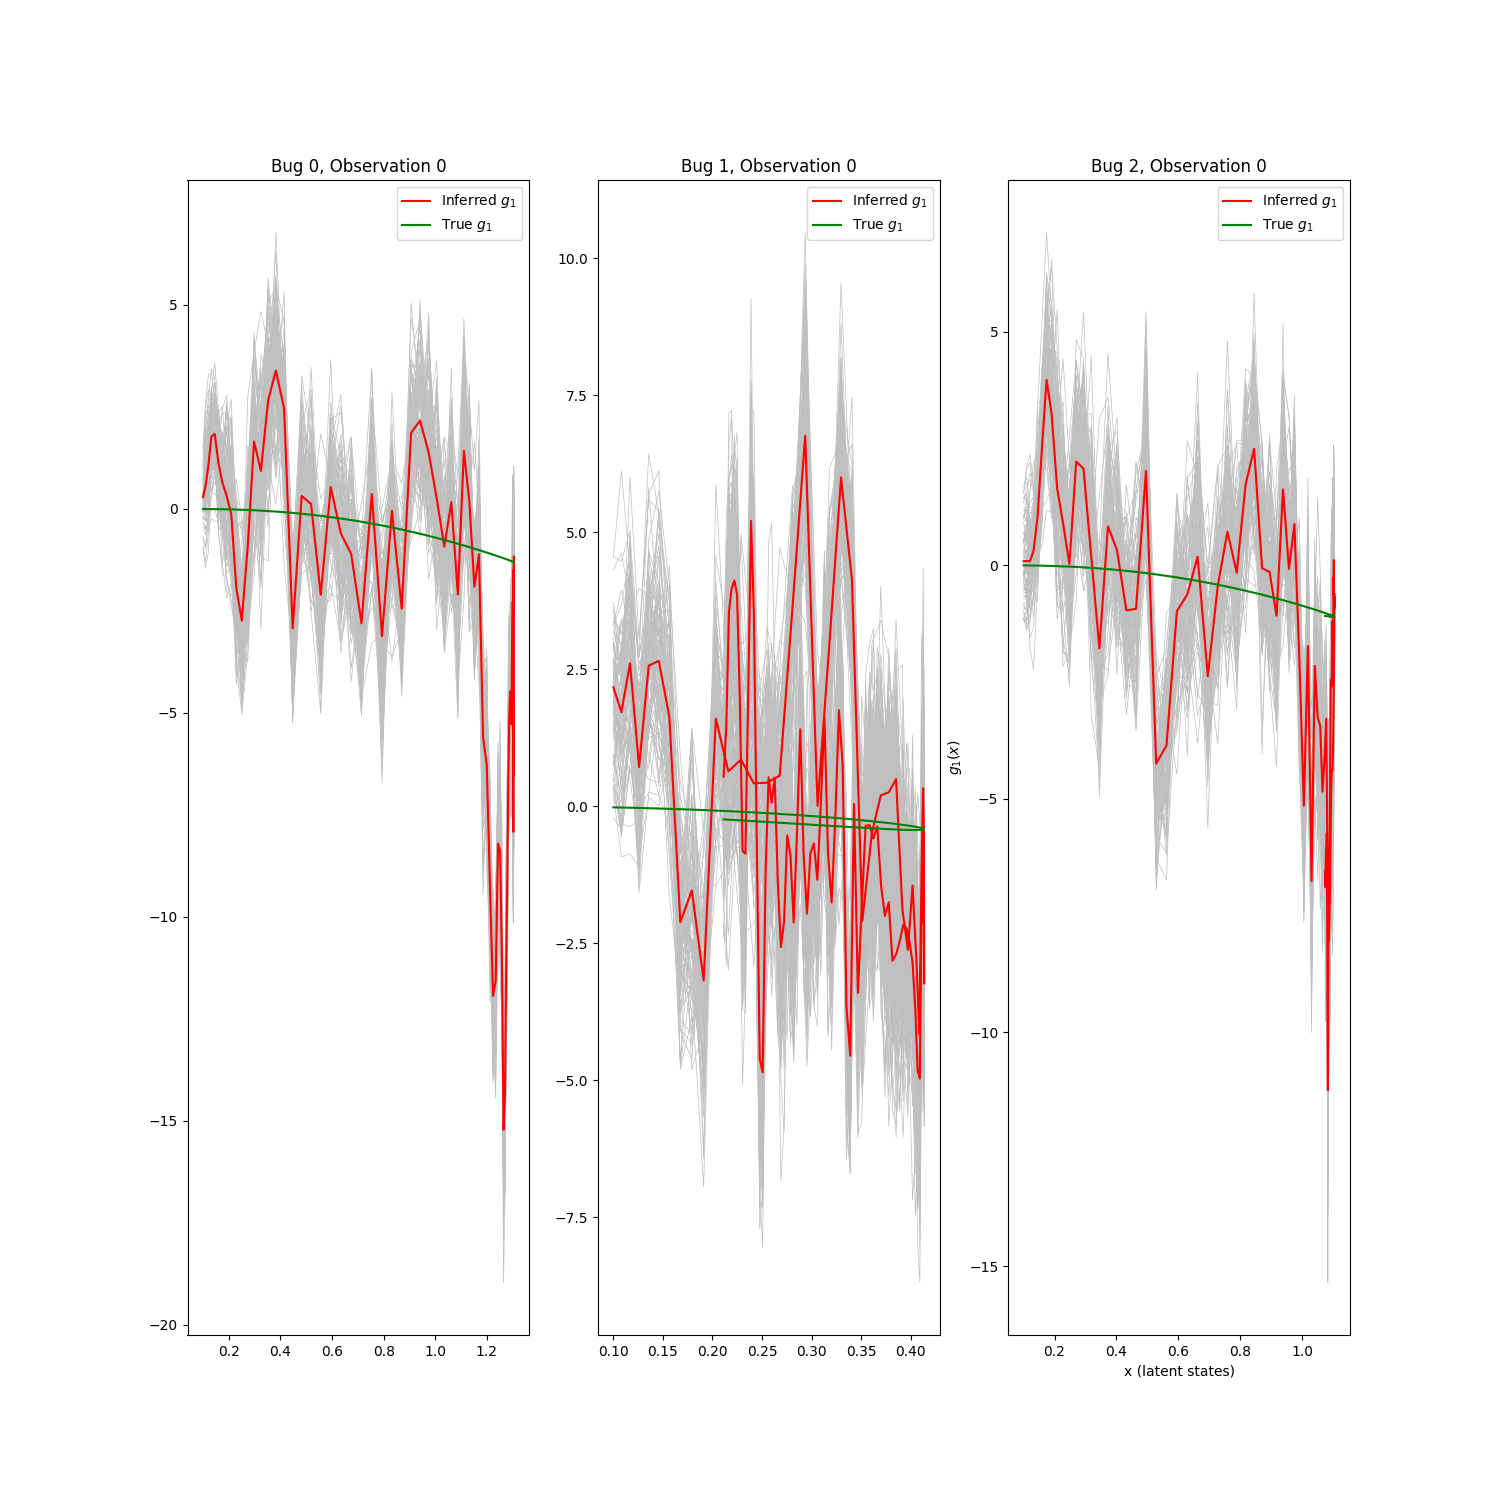 Bug 0, Observation 0
Inferred g₁
True g₁
5
0
−5
−10
−15
−20
0.2 0.4 0.6 0.8 1.0 1.2
Bug 1, Observation 0
Inferred g₁
True g₁
10.0
7.5
5.0
2.5
0.0
−2.5
−5.0
−7.5
0.10 0.15 0.20 0.25 0.30 0.35 0.40
Bug 2, Observation 0
Inferred g₁
True g₁
g₁(x)
5
0
−5
−10
−15
0.2 0.4 0.6 0.8 1.0
x (latent states)